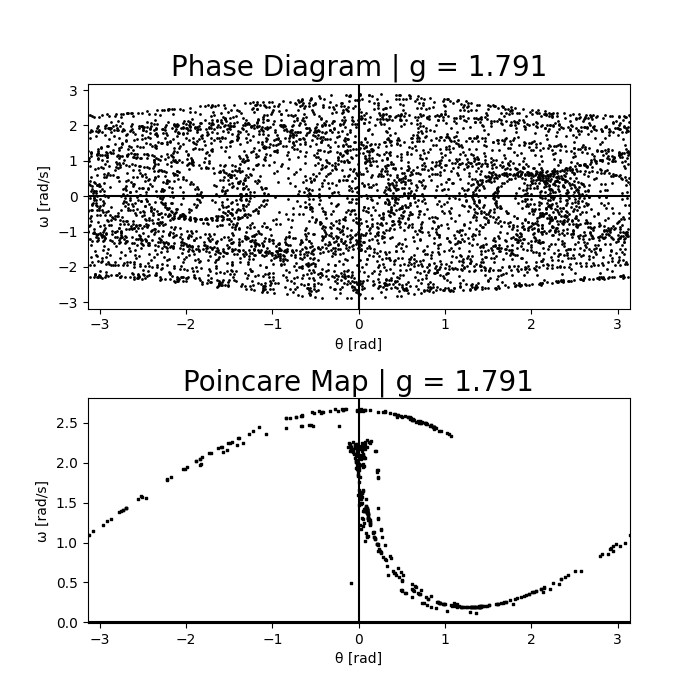 Phase Diagram | g = 1.791
3
2
1
0
−1
−2
−3
ω [rad/s]
−3 −2 −1 0 1 2 3
θ [rad]
Poincare Map | g = 1.791
2.5
2.0
1.5
1.0
0.5
0.0
ω [rad/s]
−3 −2 −1 0 1 2 3
θ [rad]